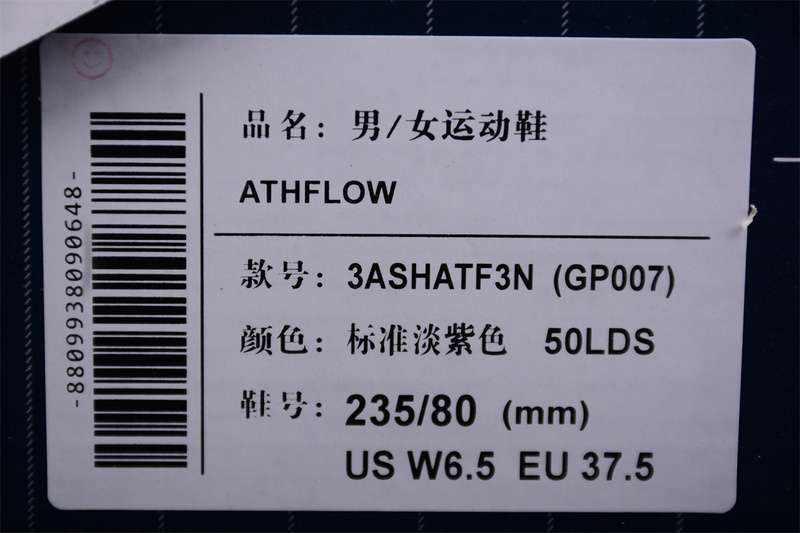 -8809938090648-
品名：男/女运动鞋
ATHFLOW
款号：3ASHATF3N (GP007)
颜色：标准淡紫色 50LDS
鞋号：235/80 (mm)
US W6.5 EU 37.5